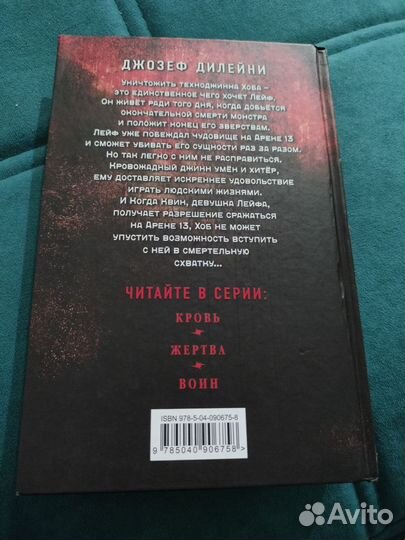 ДЖОЗЕФ ДИЛЕЙНИ
УНИЧТОЖИТЬ ТЕХНОДЖИННА ХОБА –
ЭТО ЕДИНСТВЕННОЕ ЧЕГО ХОЧЕТ ЛЕЙФ.
ОН ЖИВЁТ РАДИ ТОГО ДНЯ, КОГДА ДОБЬЁТСЯ
ОКОНЧАТЕЛЬНОЙ СМЕРТИ МОНСТРА
И ПОЛОЖИТ КОНЕЦ ЕГО ЗВЕРСТВАМ.
ЛЕЙФ УЖЕ ПОБЕЖДАЛ ЧУДОВИЩЕ НА АРЕНЕ 13
И СМОЖЕТ УБИВАТЬ ЕГО СУЩНОСТИ РАЗ ЗА РАЗОМ.
НО ТАК ЛЕГКО С НИМ НЕ РАСПРАВИТЬСЯ.
КРОВОЖАДНЫЙ ДЖИНН УМЁН И ХИТЁР,
ЕМУ ДОСТАВЛЯЕТ ИСКРЕННЕЕ УДОВОЛЬСТВИЕ
ИГРАТЬ ЛЮДСКИМИ ЖИЗНЯМИ.
И КОГДА КВИН, ДЕВУШКА ЛЕЙФА,
ПОЛУЧАЕТ РАЗРЕШЕНИЕ СРАЖАТЬСЯ
НА АРЕНЕ 13, ХОБ НЕ МОЖЕТ
УПУСТИТЬ ВОЗМОЖНОСТЬ ВСТУПИТЬ
С НЕЙ В СМЕРТЕЛЬНУЮ
СХВАТКУ...
ЧИТАЙТЕ В СЕРИИ:
КРОВЬ
ЖЕРТВА
ВОИН
ISBN 978-5-04-090675-8
9 785040 906758 >
Avito